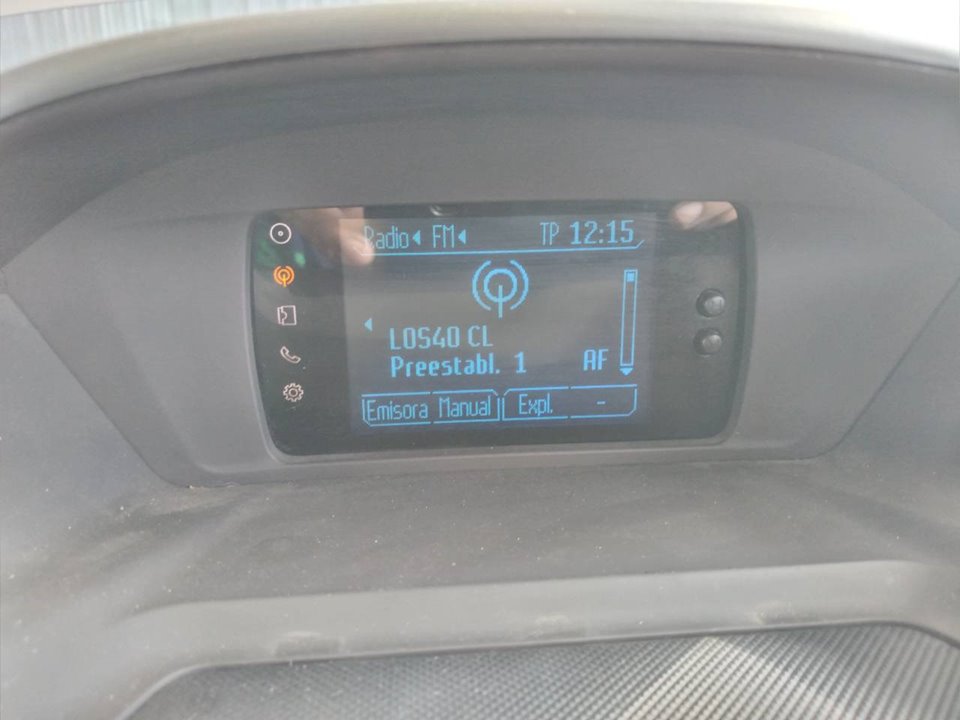 Radio FM TP 12:15
LOS40 CL
Preestabl. 1 AF
Emisora Manual Expl. -